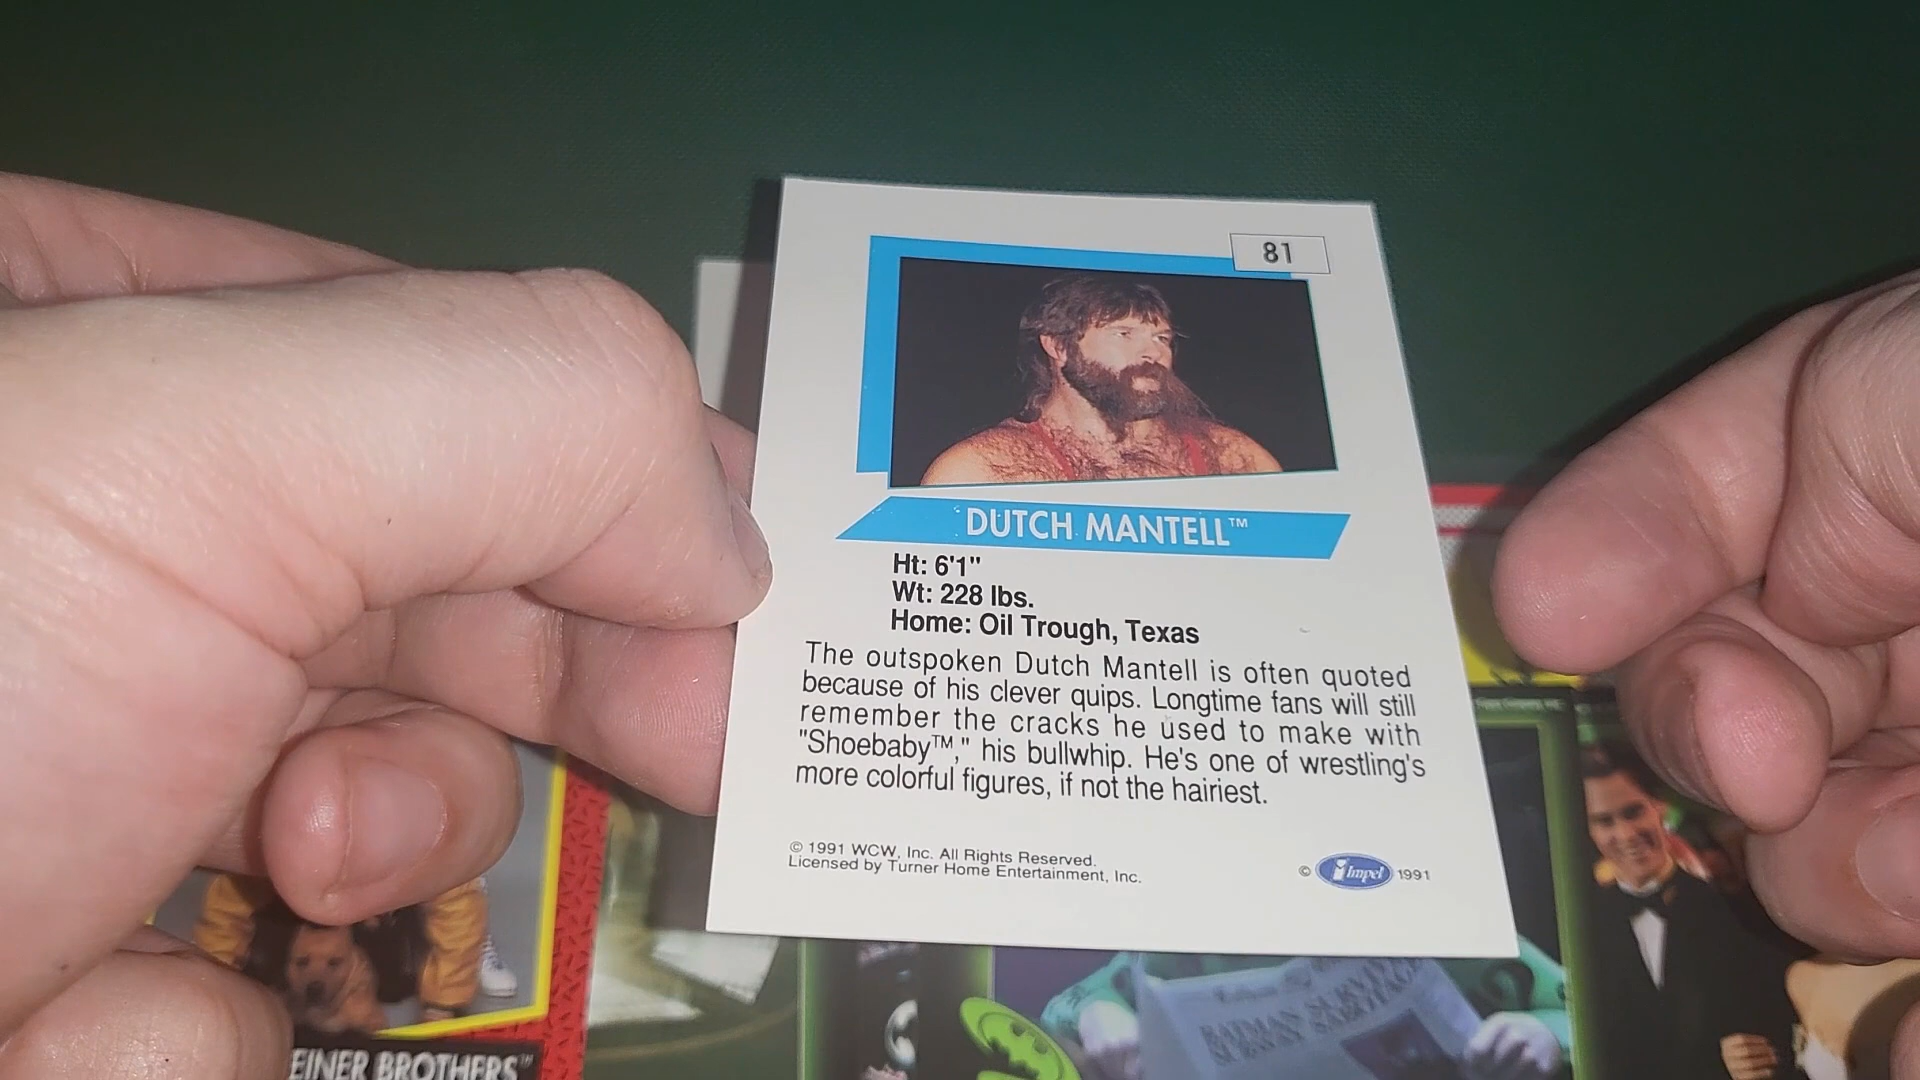 81
DUTCH MANTELL™
Ht: 6'1"
Wt: 228 lbs.
Home: Oil Trough, Texas
The outspoken Dutch Mantell is often quoted
because of his clever quips. Longtime fans will still
remember the cracks he used to make with
"Shoebaby™," his bullwhip. He's one of wrestling's
more colorful figures, if not the hairiest.
© 1991 WCW, Inc. All Rights Reserved.
Licensed by Turner Home Entertainment, Inc.
© Impel 1991
EINER BROTHERS™
BATMAN